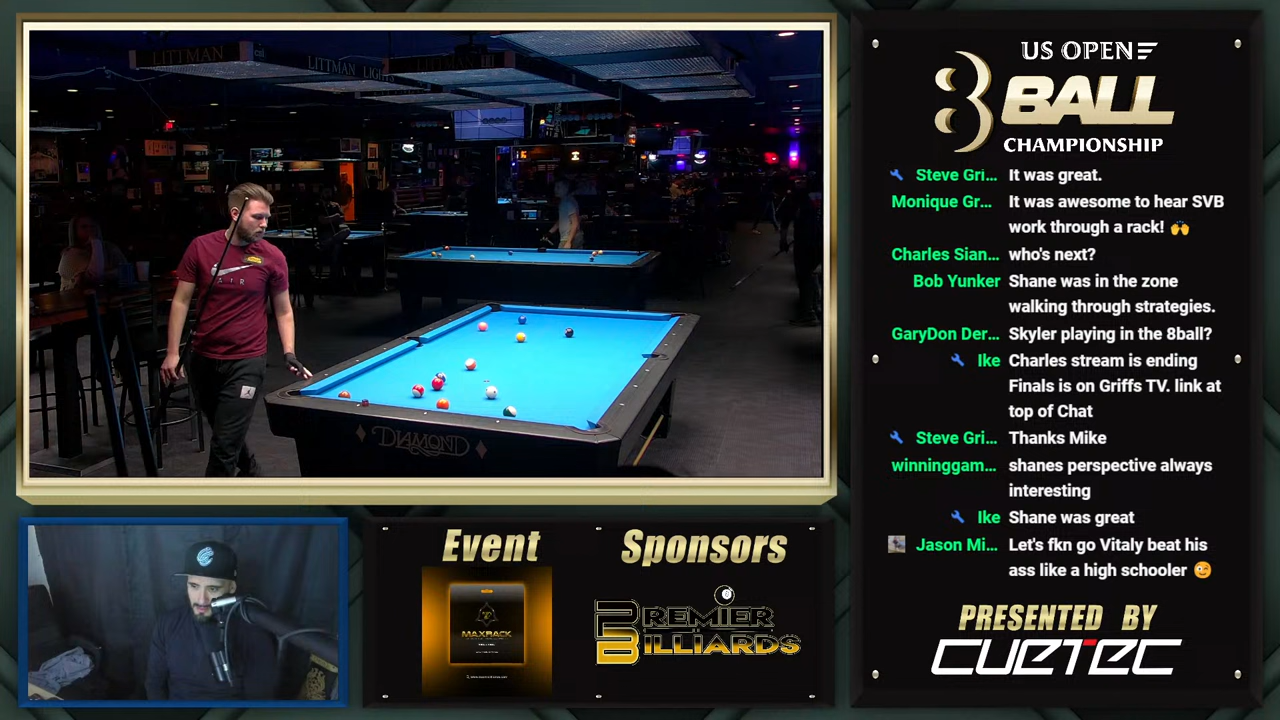 LITTMAN
LITTMAN LIGH
AIR
DIAMOND
US OPEN
8 BALL
CHAMPIONSHIP
Steve Gri... It was great.
Monique Gr... It was awesome to hear SVB
work through a rack! 🙌
Charles Sian... who's next?
Bob Yunker Shane was in the zone
walking through strategies.
GaryDon Der... Skyler playing in the 8ball?
Ike Charles stream is ending
Finals is on Griffs TV. link at
top of Chat
Steve Gri... Thanks Mike
winninggam... shanes perspective always
interesting
Ike Shane was great
Jason Mi... Let's fkn go Vitaly beat his
ass like a high schooler 😉
PRESENTED BY
CUETEC
Event
MAXRACK
Sponsors
PREMIER
BILLIARDS